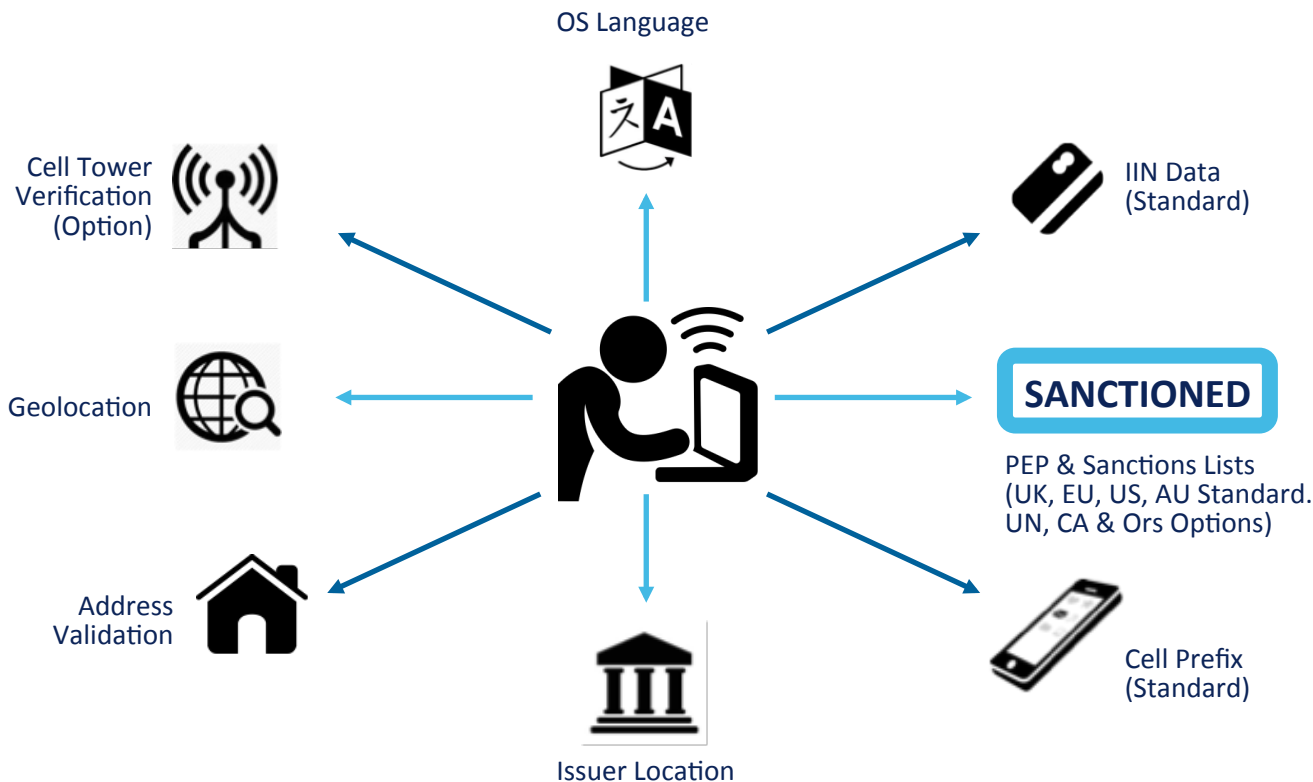 OS Language
Cell Tower
Verification
(Option)
IIN Data
(Standard)
Geolocation
SANCTIONED
PEP & Sanctions Lists
(UK, EU, US, AU Standard.
UN, CA & Ors Options)
Address
Validation
Cell Prefix
(Standard)
Issuer Location